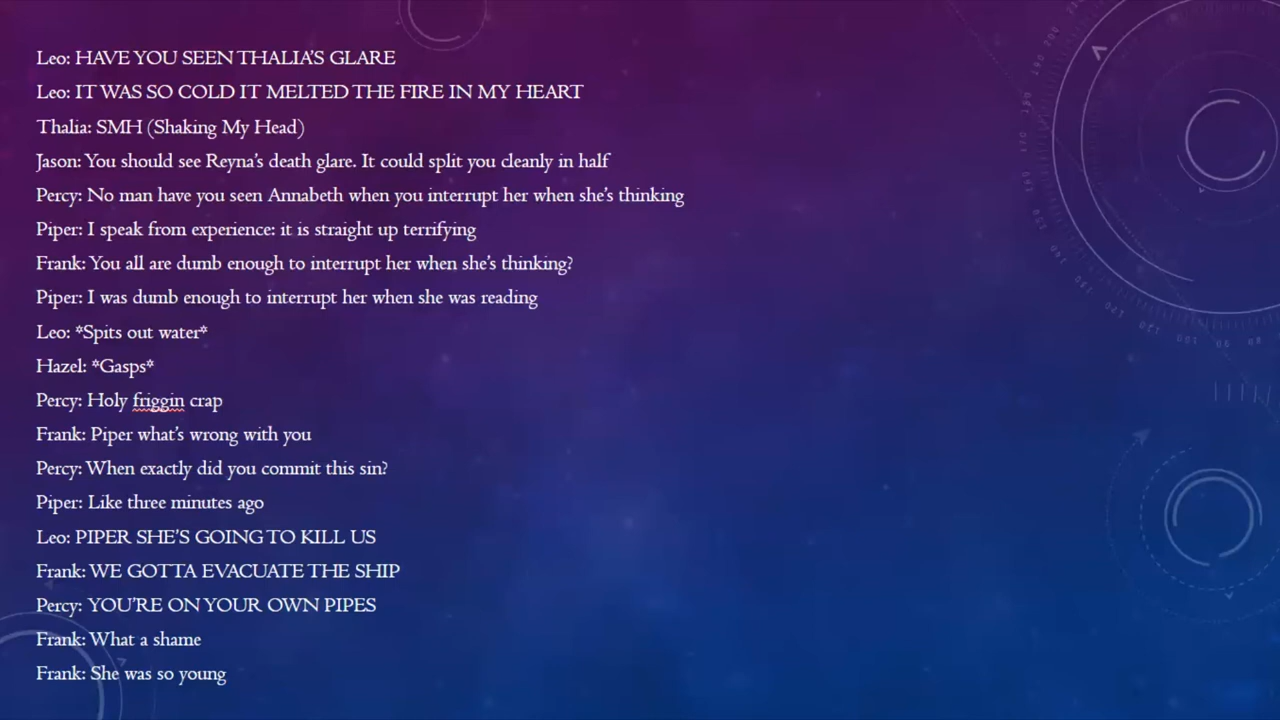 Leo: HAVE YOU SEEN THALIA'S GLARE
Leo: IT WAS SO COLD IT MELTED THE FIRE IN MY HEART
Thalia: SMH (Shaking My Head)
Jason: You should see Reyna's death glare. It could split you cleanly in half
Percy: No man have you seen Annabeth when you interrupt her when she's thinking
Piper: I speak from experience: it is straight up terrifying
Frank: You all are dumb enough to interrupt her when she's thinking?
Piper: I was dumb enough to interrupt her when she was reading
Leo: *Spits out water*
Hazel: *Gasps*
Percy: Holy friggin crap
Frank: Piper what's wrong with you
Percy: When exactly did you commit this sin?
Piper: Like three minutes ago
Leo: PIPER SHE'S GOING TO KILL US
Frank: WE GOTTA EVACUATE THE SHIP
Percy: YOU'RE ON YOUR OWN PIPES
Frank: What a shame
Frank: She was so young